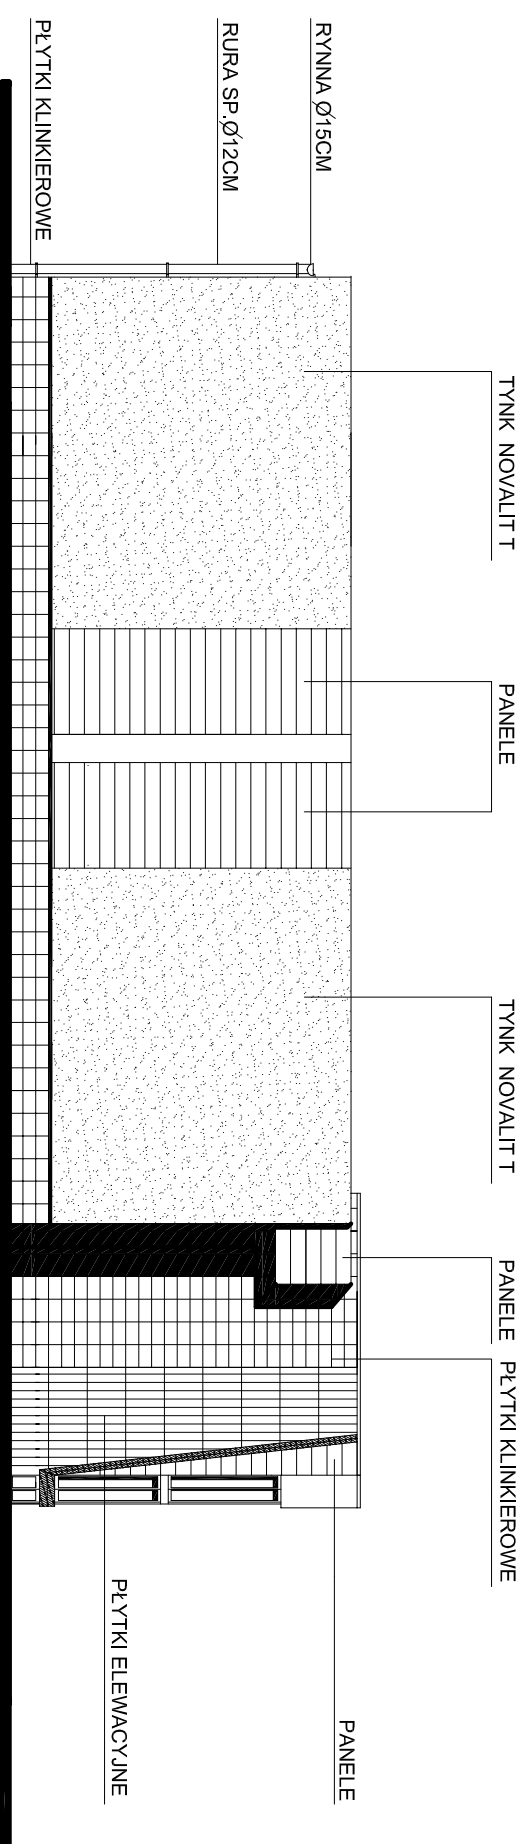 TYNK NOVALIT T
PANELE
TYNK NOVALIT T
PANELE
PŁYTKI KLINKIEROWE
RYNNA Ø15CM
RURA SP.Ø12CM
PŁYTKI KLINKIEROWE
PANELE
PŁYTKI ELEWACYJNE